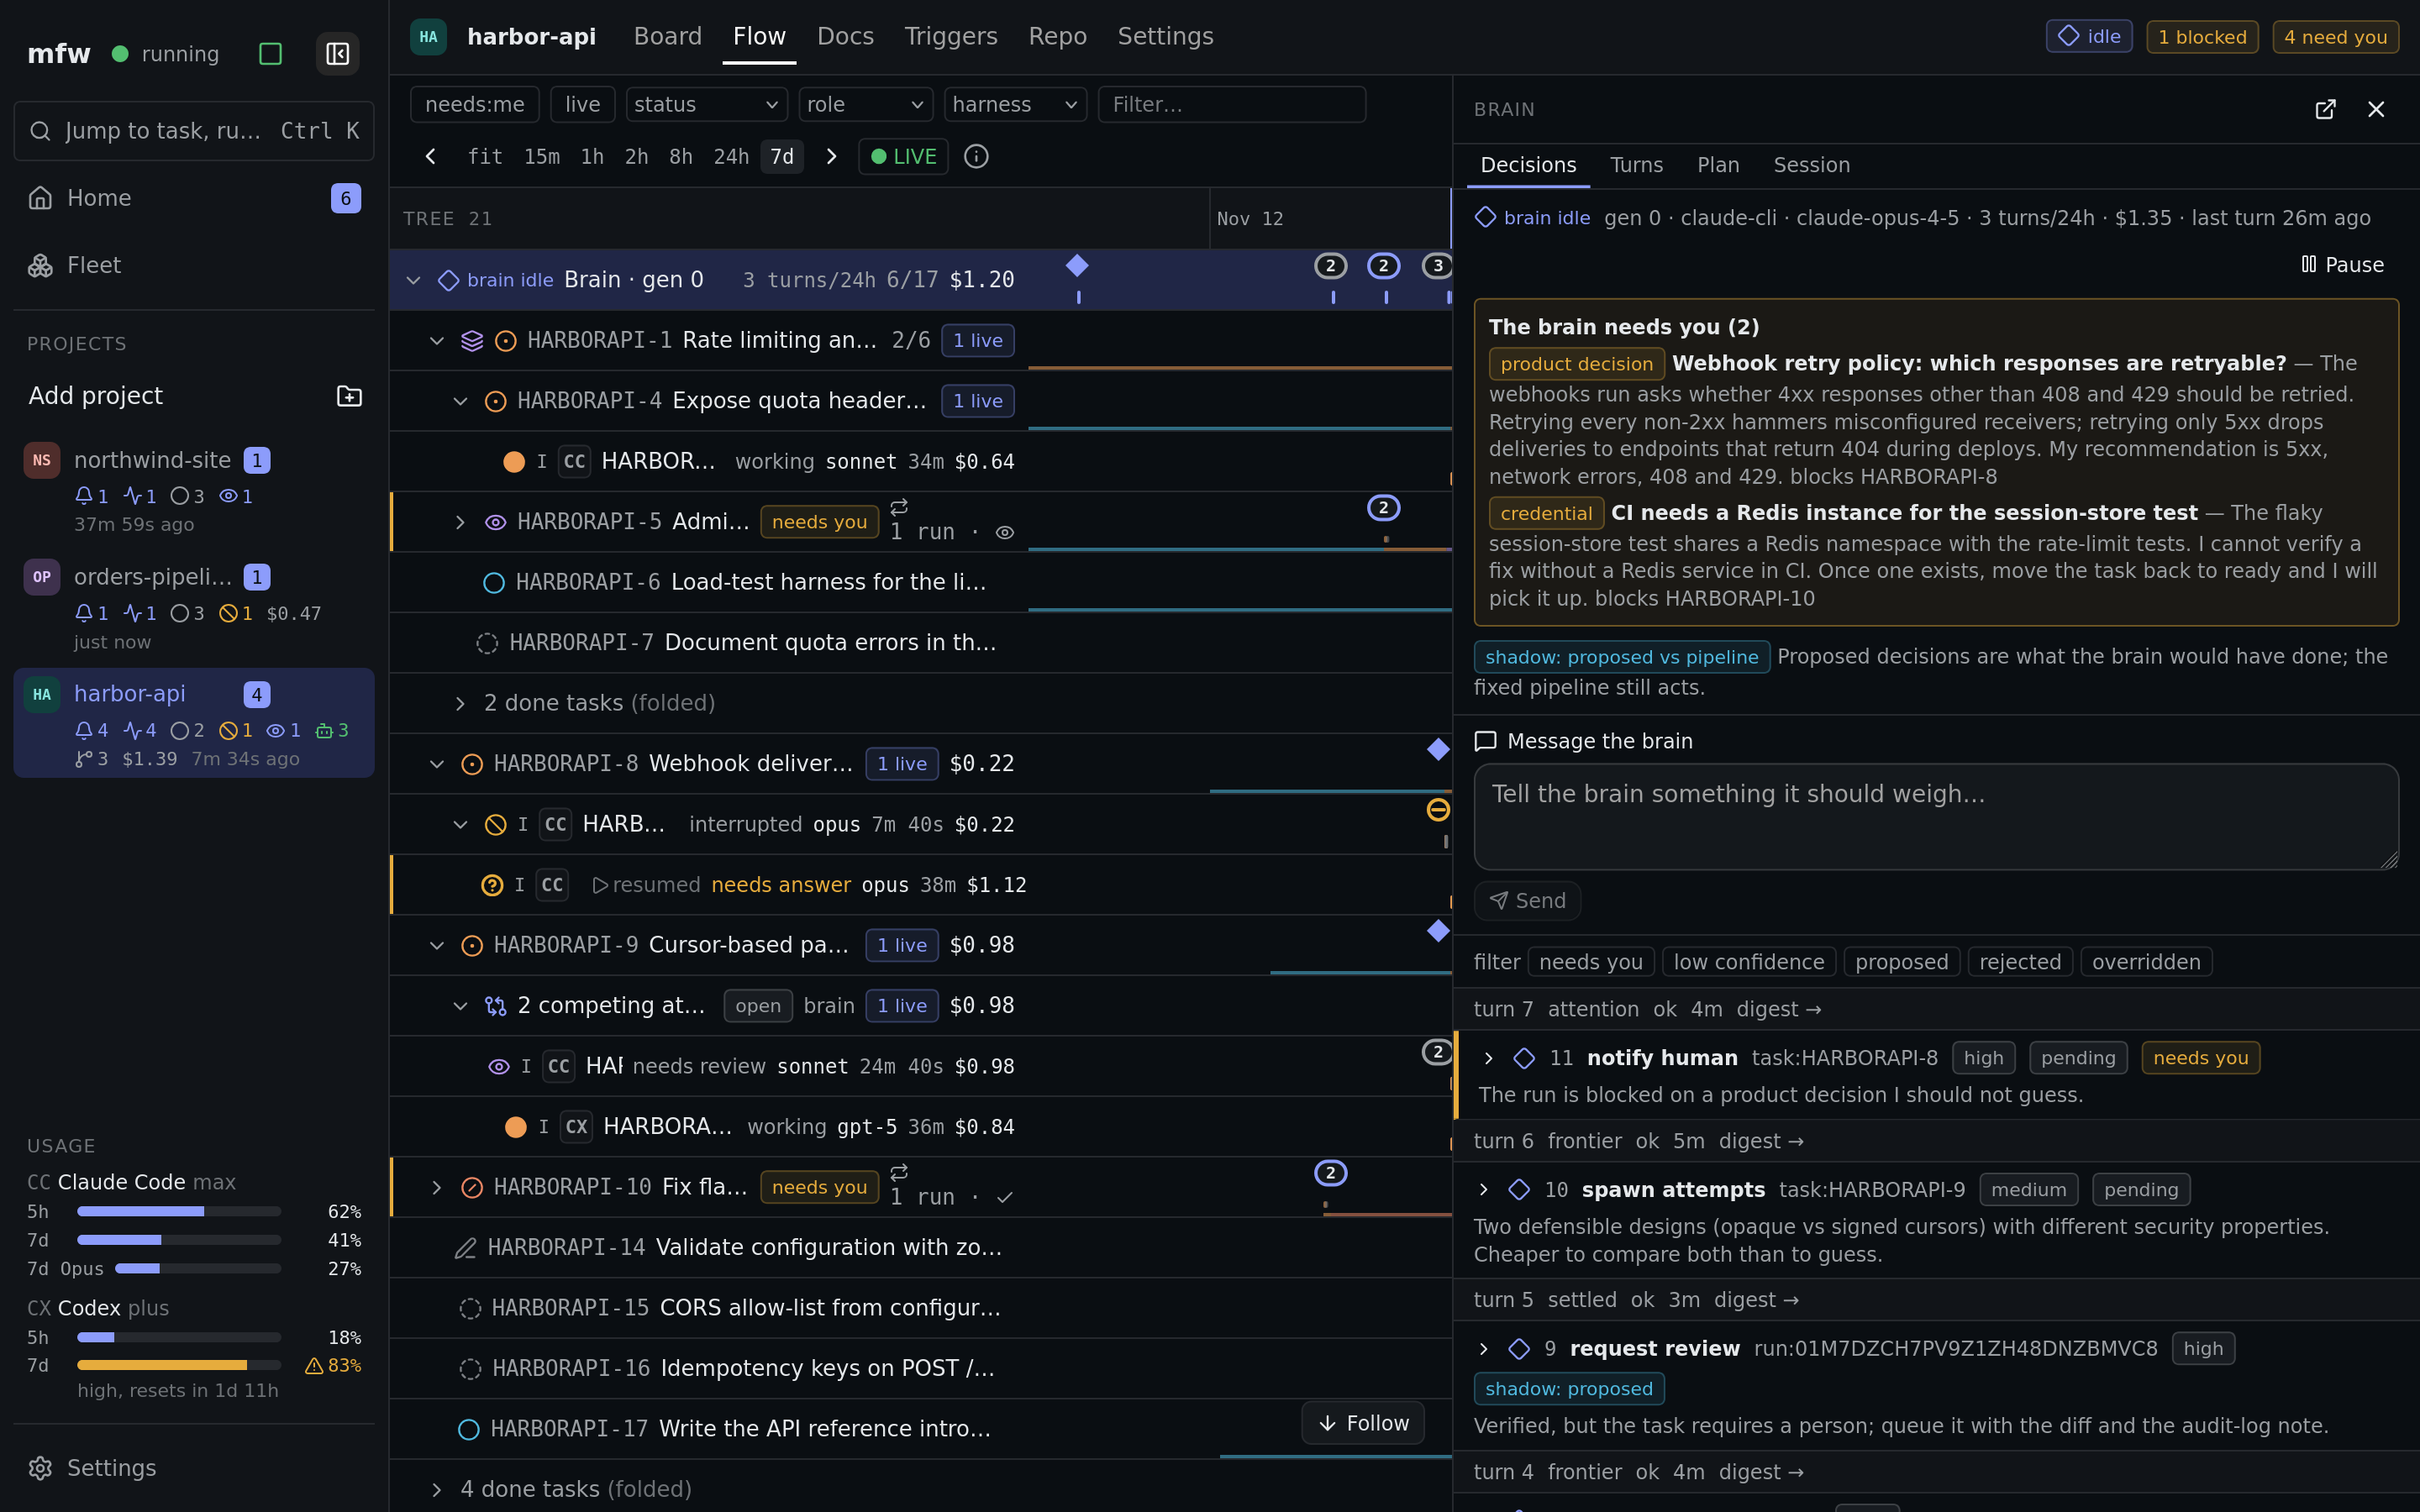 mfw running
Jump to task, ru… Ctrl K
Home 6
Fleet
PROJECTS
Add project
NS northwind-site 1
1 1 3 1
37m 59s ago
OP orders-pipeli… 1
1 1 3 1 $0.47
just now
HA harbor-api 4
4 4 2 1 1 3
3 $1.39 7m 34s ago
USAGE
CC Claude Code max
5h 62%
7d 41%
7d Opus 27%
CX Codex plus
5h 18%
7d 83%
high, resets in 1d 11h
Settings
HA harbor-api Board Flow Docs Triggers Repo Settings
idle 1 blocked 4 need you
needs:me live status role harness Filter…
fit 15m 1h 2h 8h 24h 7d LIVE
TREE 21 Nov 12
brain idle Brain · gen 0 3 turns/24h 6/17 $1.20 2 2 3
HARBORAPI-1 Rate limiting an… 2/6 1 live
HARBORAPI-4 Expose quota header… 1 live
I CC HARBOR… working sonnet 34m $0.64
HARBORAPI-5 Admi… needs you 1 run · 2
HARBORAPI-6 Load-test harness for the li…
HARBORAPI-7 Document quota errors in th…
2 done tasks (folded)
HARBORAPI-8 Webhook deliver… 1 live $0.22
I CC HARB… interrupted opus 7m 40s $0.22
I CC resumed needs answer opus 38m $1.12
HARBORAPI-9 Cursor-based pa… 1 live $0.98
2 competing at… open brain 1 live $0.98
I CC HAI needs review sonnet 24m 40s $0.98 2
I CX HARBORA… working gpt-5 36m $0.84
HARBORAPI-10 Fix fla… needs you 1 run · 2
HARBORAPI-14 Validate configuration with zo…
HARBORAPI-15 CORS allow-list from configur…
HARBORAPI-16 Idempotency keys on POST /…
HARBORAPI-17 Write the API reference intro…
Follow
4 done tasks (folded)
BRAIN
Decisions Turns Plan Session
brain idle gen 0 · claude-cli · claude-opus-4-5 · 3 turns/24h · $1.35 · last turn 26m ago
Pause
The brain needs you (2)
product decision Webhook retry policy: which responses are retryable? — The
webhooks run asks whether 4xx responses other than 408 and 429 should be retried.
Retrying every non-2xx hammers misconfigured receivers; retrying only 5xx drops
deliveries to endpoints that return 404 during deploys. My recommendation is 5xx,
network errors, 408 and 429. blocks HARBORAPI-8
credential CI needs a Redis instance for the session-store test — The flaky
session-store test shares a Redis namespace with the rate-limit tests. I cannot verify a
fix without a Redis service in CI. Once one exists, move the task back to ready and I will
pick it up. blocks HARBORAPI-10
shadow: proposed vs pipeline Proposed decisions are what the brain would have done; the
fixed pipeline still acts.
Message the brain
Tell the brain something it should weigh…
Send
filter needs you low confidence proposed rejected overridden
turn 7 attention ok 4m digest →
11 notify human task:HARBORAPI-8 high pending needs you
The run is blocked on a product decision I should not guess.
turn 6 frontier ok 5m digest →
10 spawn attempts task:HARBORAPI-9 medium pending
Two defensible designs (opaque vs signed cursors) with different security properties.
Cheaper to compare both than to guess.
turn 5 settled ok 3m digest →
9 request review run:01M7DZCH7PV9Z1ZH48DNZBMVC8 high
shadow: proposed
Verified, but the task requires a person; queue it with the diff and the audit-log note.
turn 4 frontier ok 4m digest →